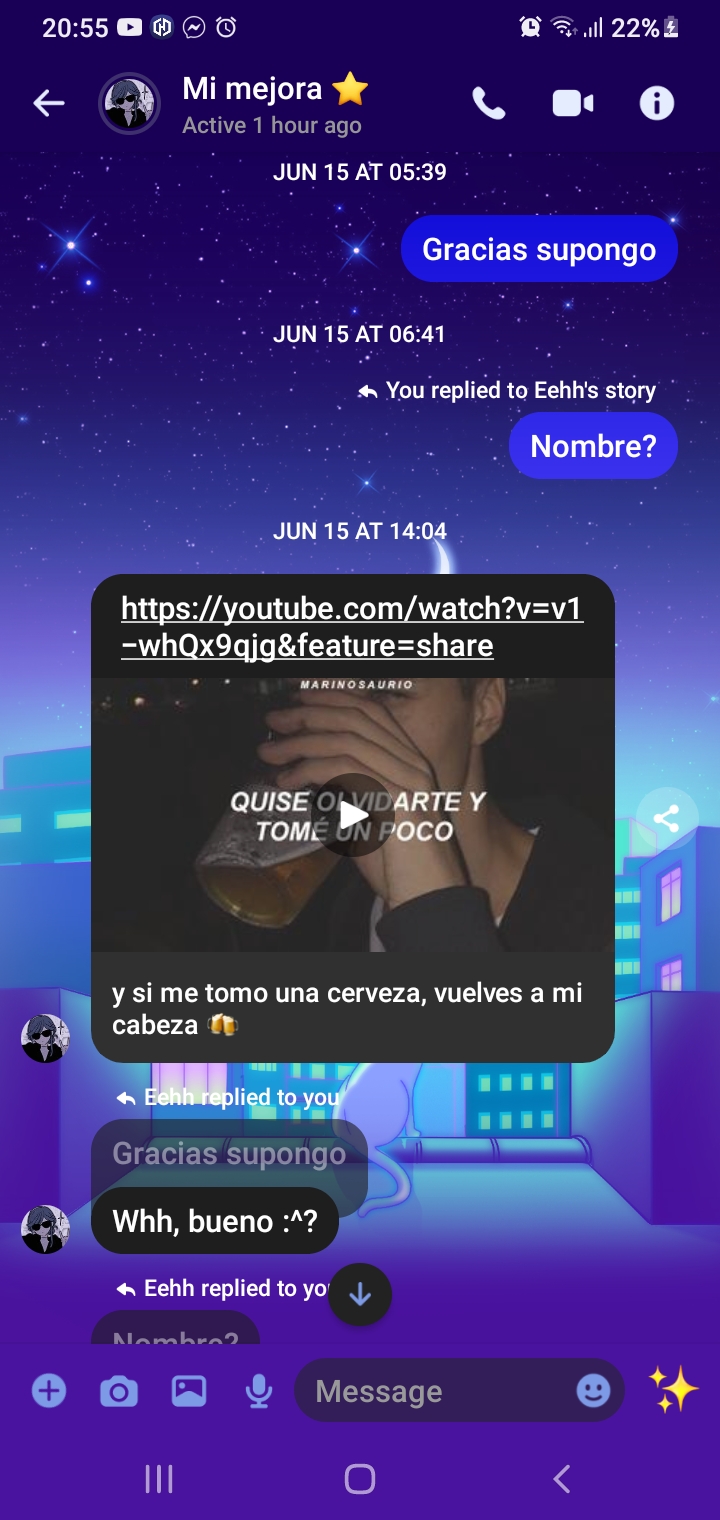 20:55
22%
Mi mejora ⭐
Active 1 hour ago
JUN 15 AT 05:39
Gracias supongo
JUN 15 AT 06:41
You replied to Eehh's story
Nombre?
JUN 15 AT 14:04
https://youtube.com/watch?v=v1
-whQx9qjg&feature=share
MARINOSAURIO
QUISE OLVIDARTE Y
TOMÉ UN POCO
y si me tomo una cerveza, vuelves a mi
cabeza 🍻
Eehh replied to you
Gracias supongo
Whh, bueno :^?
Eehh replied to you
Nombre?
Message